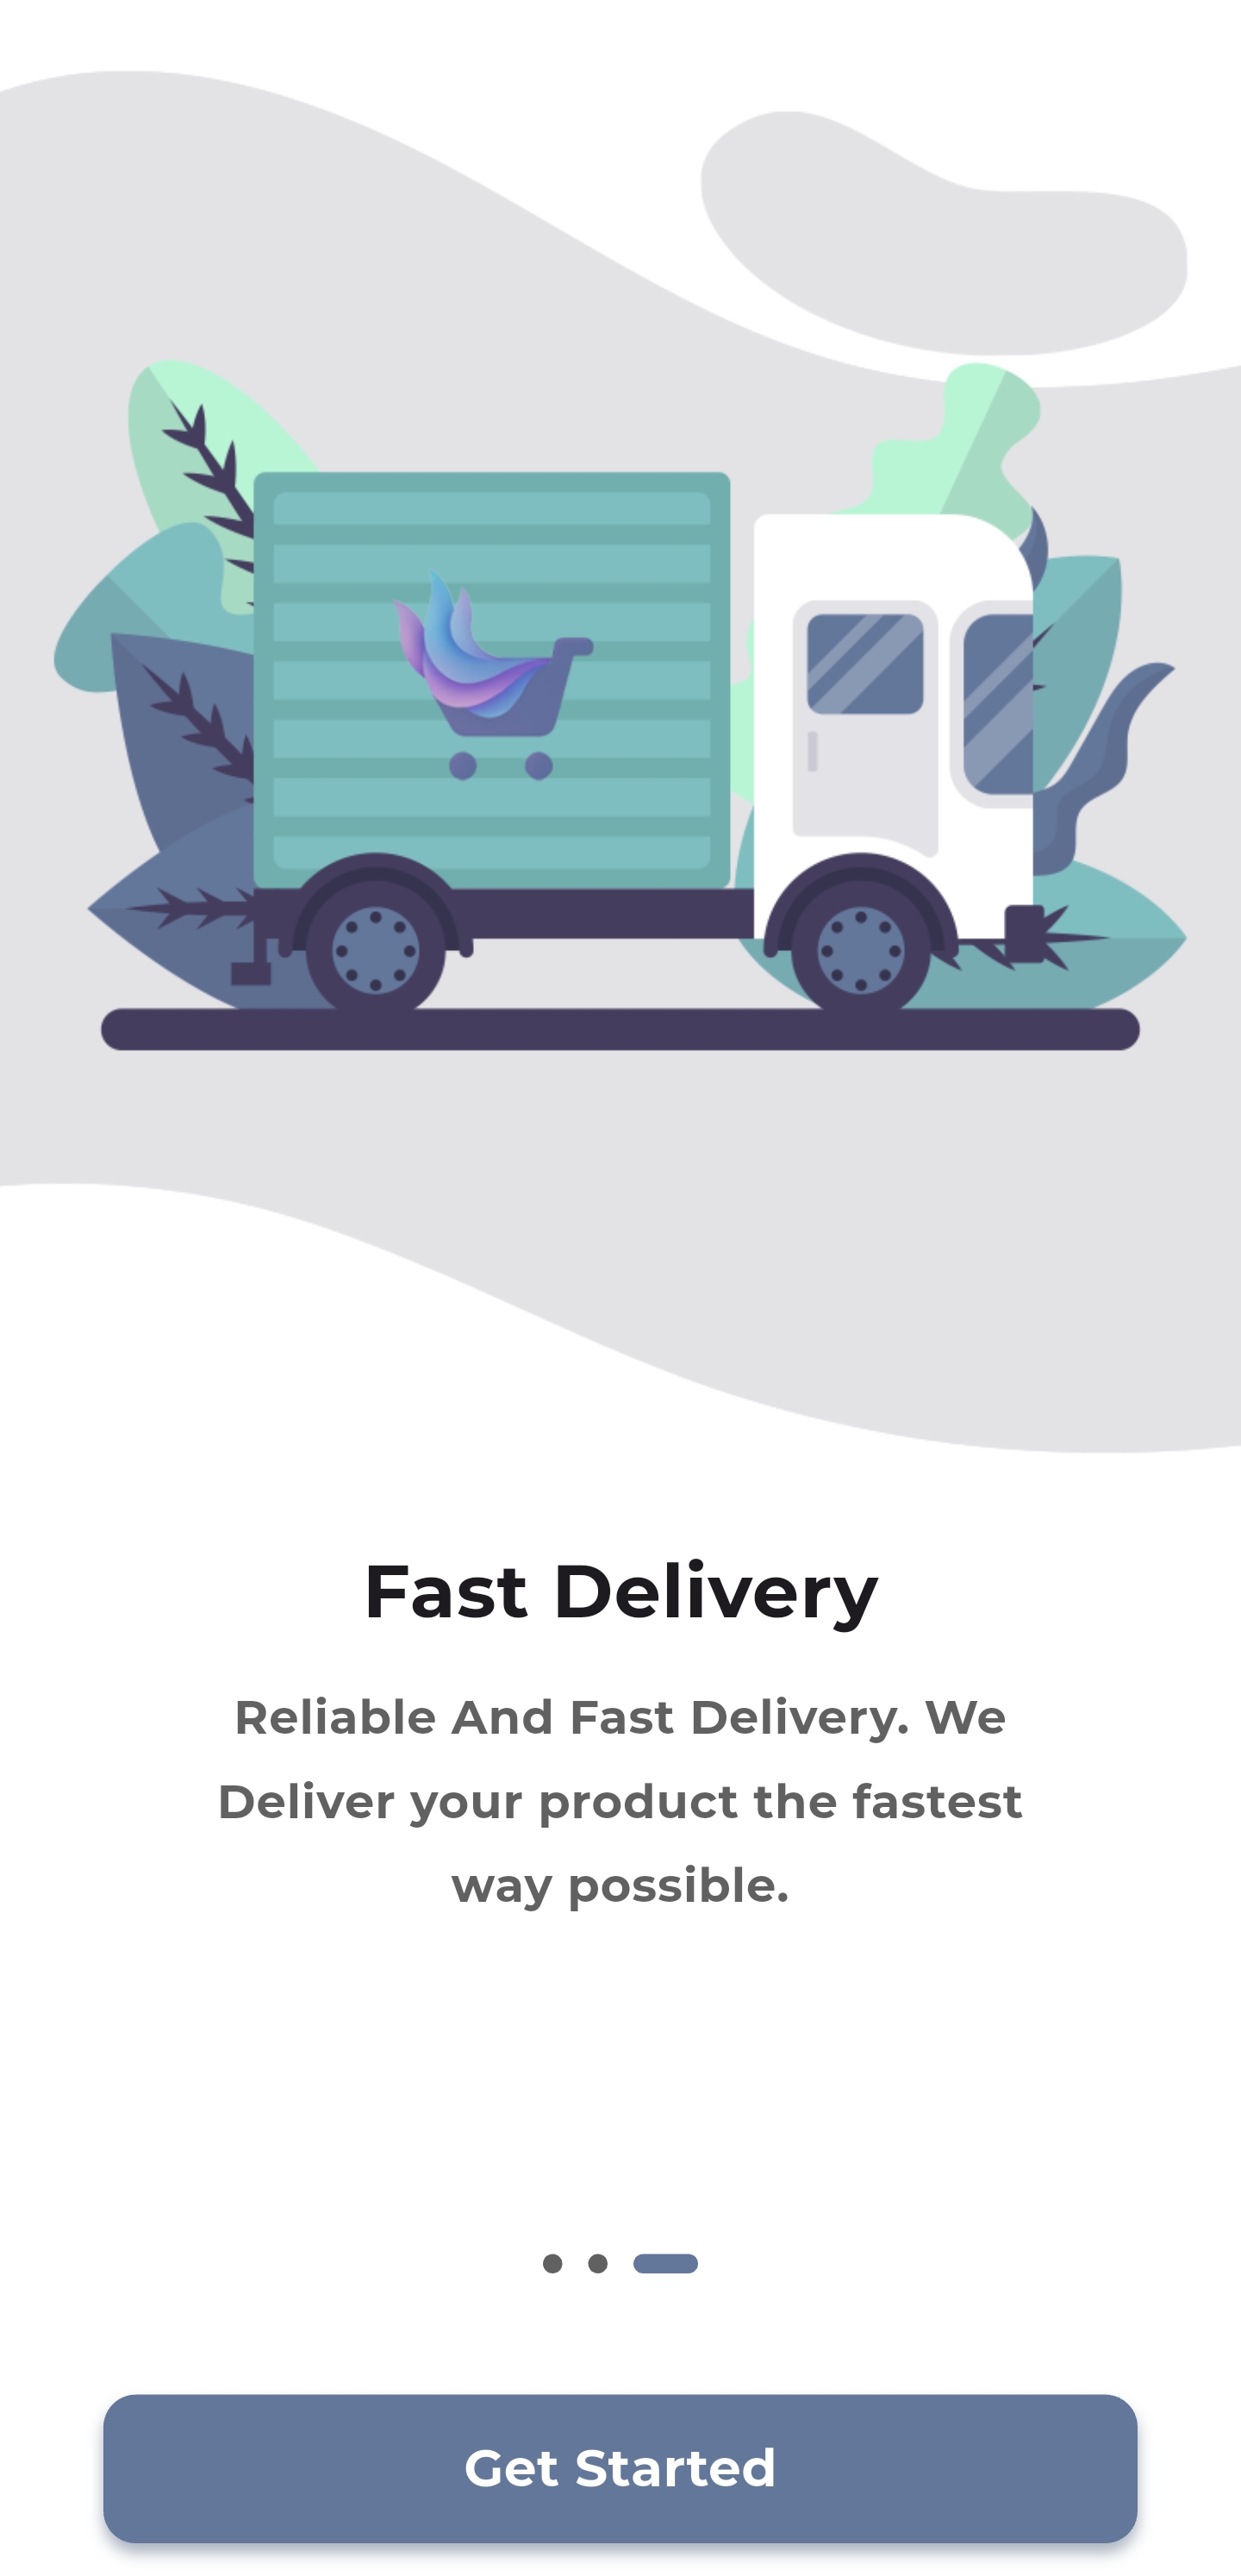 Fast Delivery
Reliable And Fast Delivery. We
Deliver your product the fastest
way possible.
Get Started